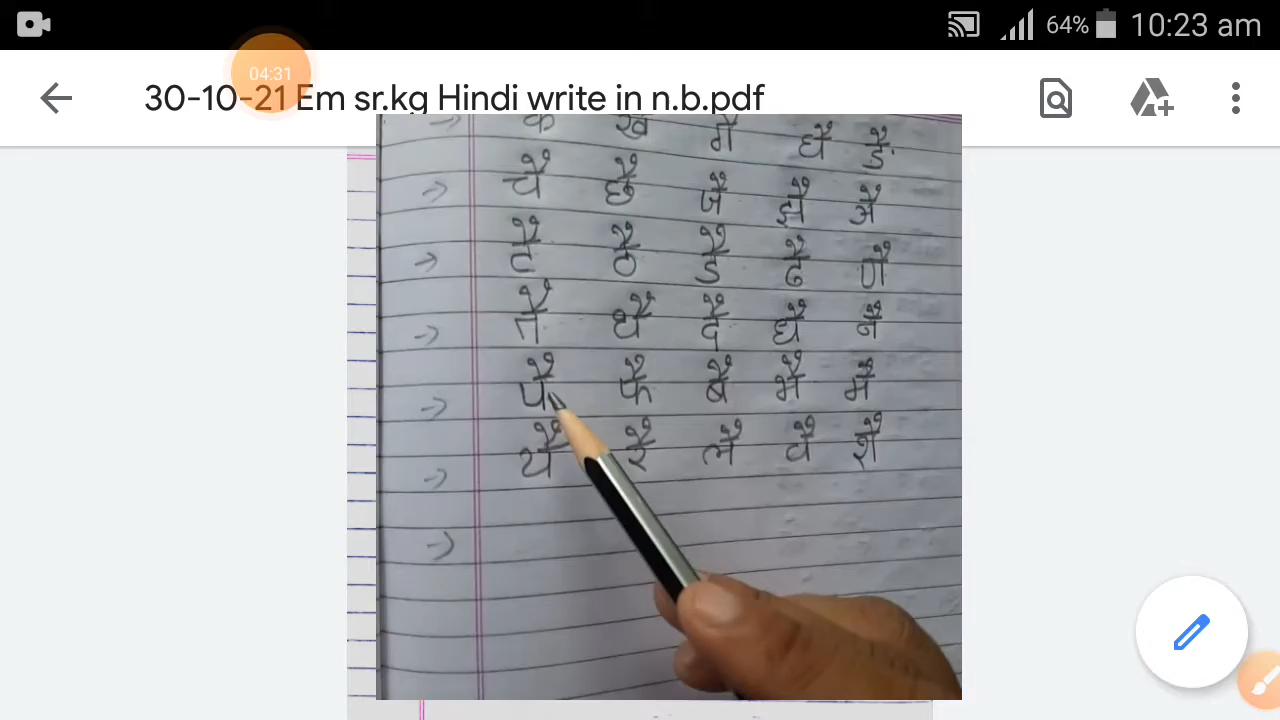 04:31
64% 10:23 am
30-10-21 Em sr.kg Hindi write in n.b.pdf
-> क ख गै घै ङै
-> चै छै जै झै ञै
-> टै ठै डै ढै णै
-> तै थै दै धै नै
-> पै फै बै भै मै
-> यै रै लै वै शै
->